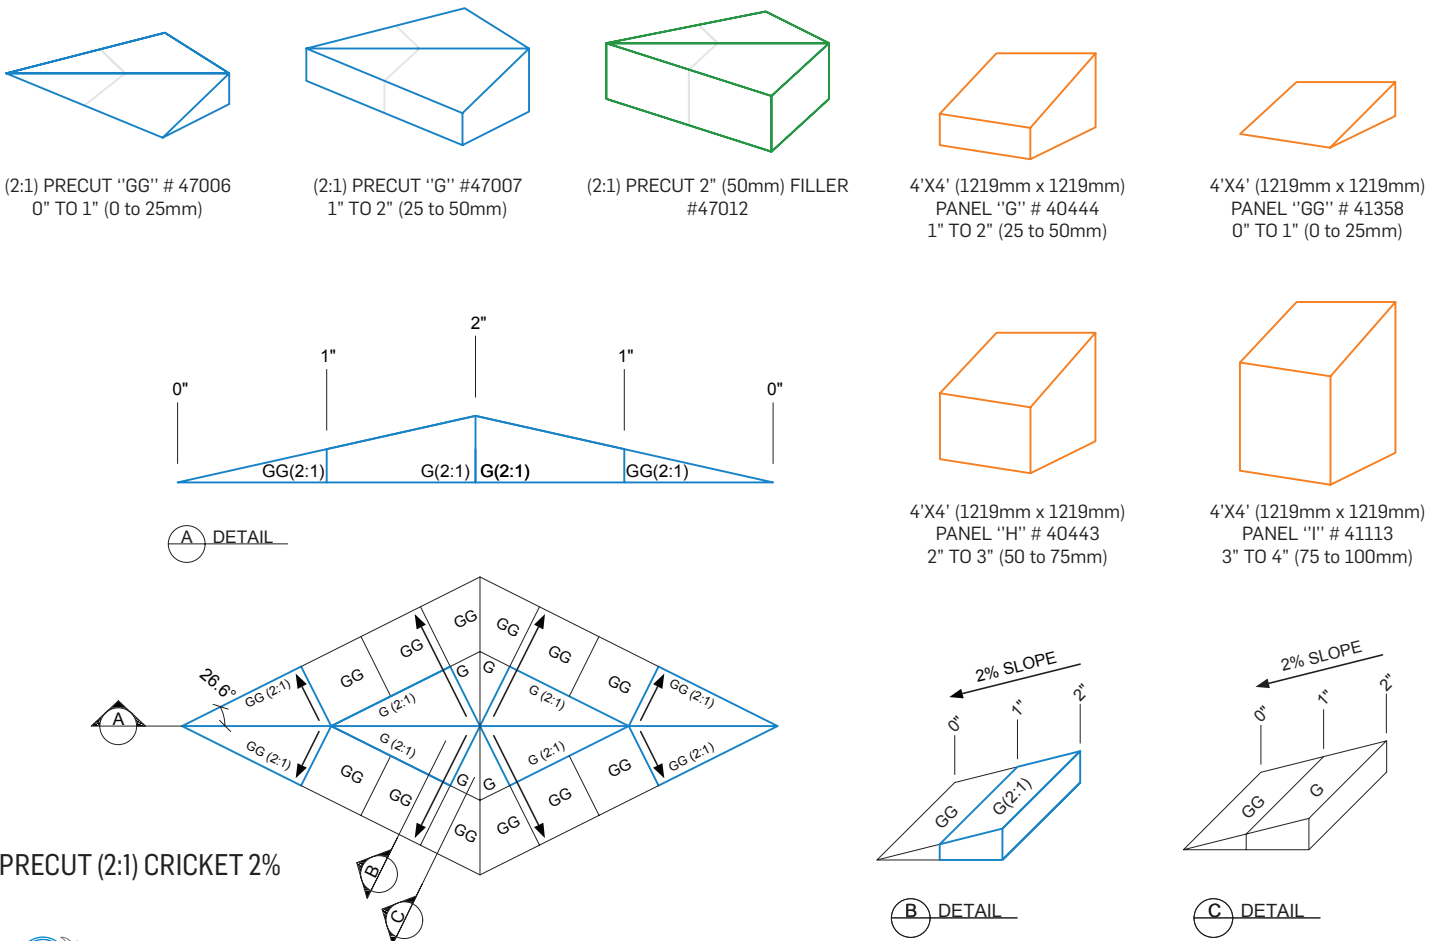 (2:1) PRECUT ‘‘GG’’ # 47006
0" TO 1" (0 to 25mm)
(2:1) PRECUT ‘‘G’’ #47007
1" TO 2" (25 to 50mm)
(2:1) PRECUT 2" (50mm) FILLER
#47012
4'X4' (1219mm x 1219mm)
PANEL ‘‘G’’ # 40444
1" TO 2" (25 to 50mm)
4'X4' (1219mm x 1219mm)
PANEL ‘‘GG’’ # 41358
0" TO 1" (0 to 25mm)
2"
1"
1"
0"
0"
GG(2:1)
G(2:1)
G(2:1)
GG(2:1)
A DETAIL
4'X4' (1219mm x 1219mm)
PANEL ‘‘H’’ # 40443
2" TO 3" (50 to 75mm)
4'X4' (1219mm x 1219mm)
PANEL ‘‘I’’ # 41113
3" TO 4" (75 to 100mm)
GG
GG
GG
GG
GG
GG
26.6°
GG (2:1)
G (2:1)
G
G
G (2:1)
GG (2:1)
A
GG (2:1)
G (2:1)
G
G
G (2:1)
GG (2:1)
GG
GG
GG
GG
GG
GG
B
C
PRECUT (2:1) CRICKET 2%
2% SLOPE
0"
1"
2"
GG
G(2:1)
B DETAIL
2% SLOPE
0"
1"
2"
GG
G
C DETAIL